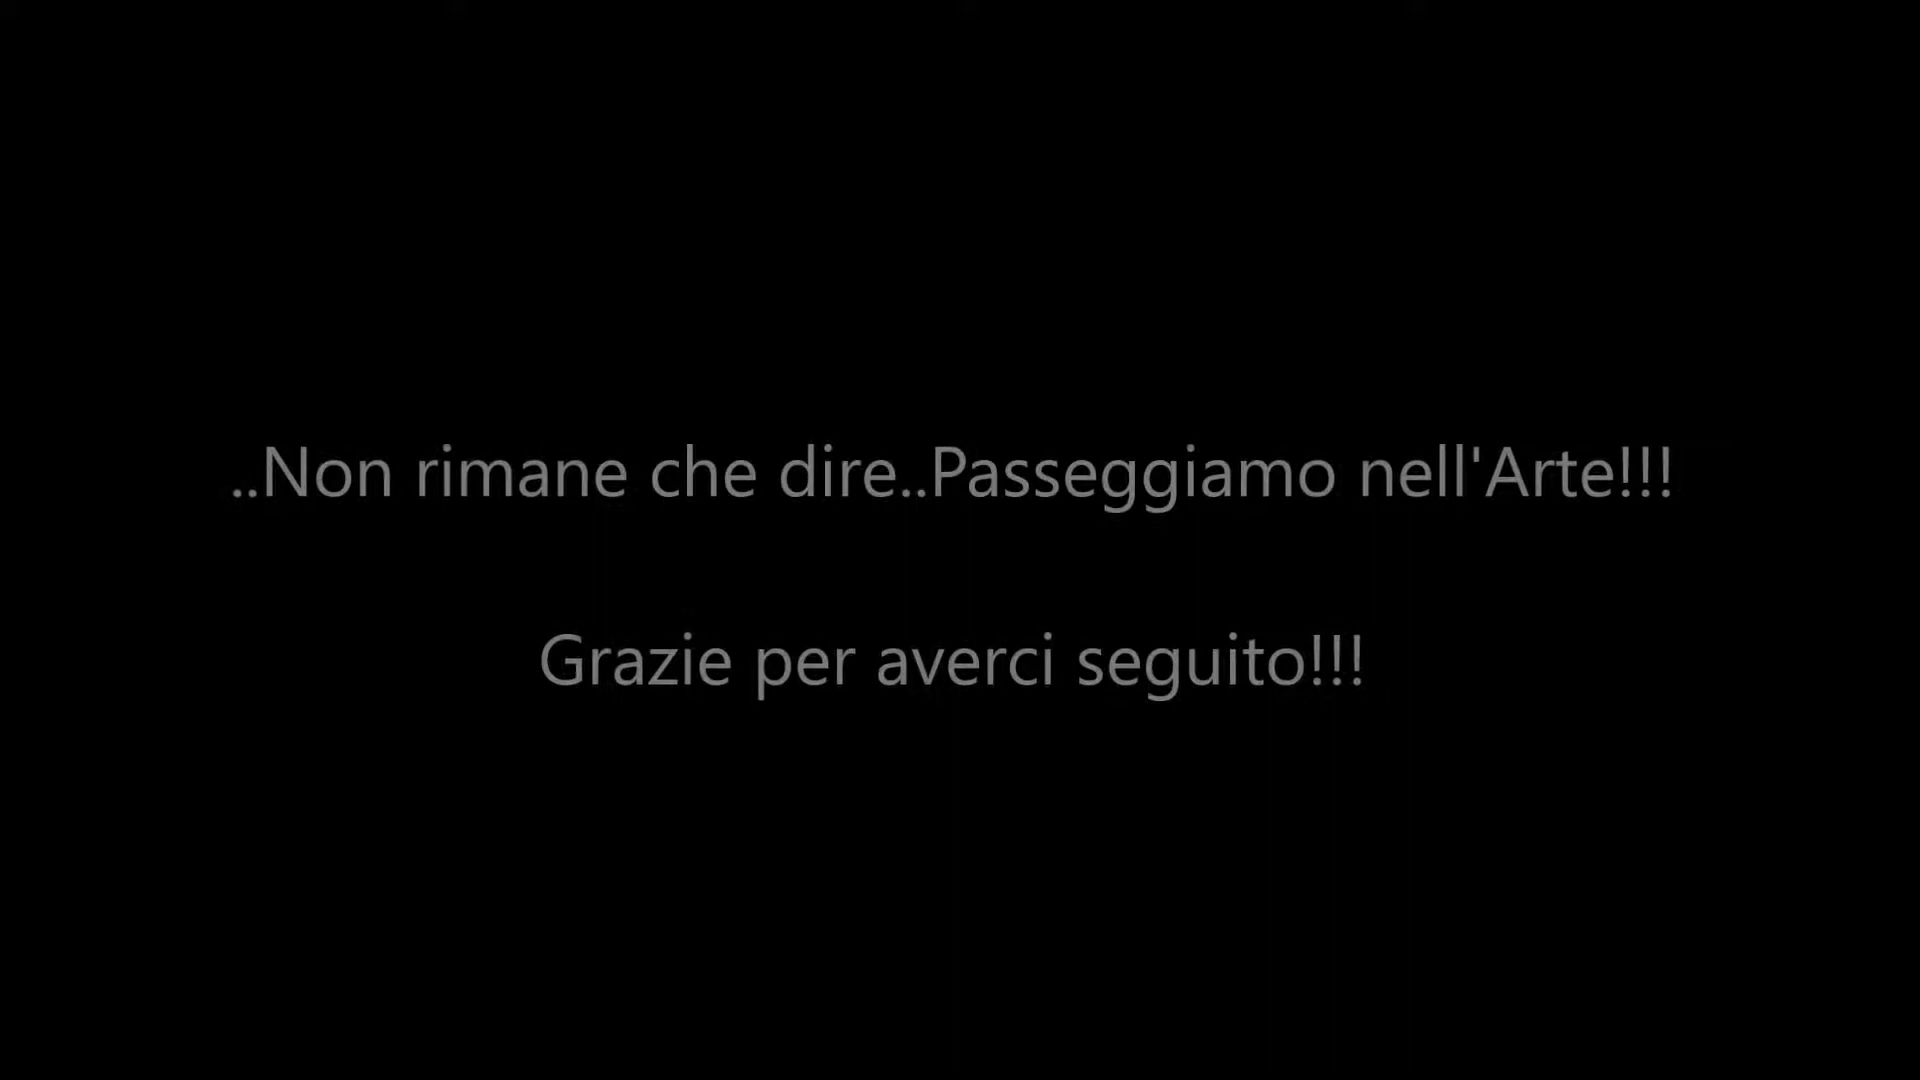 ..Non rimane che dire..Passeggiamo nell'Arte!!!
Grazie per averci seguito!!!